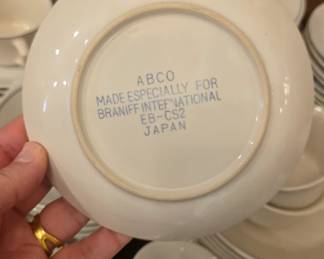 ABCO
MADE ESPECIALLY FOR
BRANIFF INTERNATIONAL
EB-CS2
JAPAN